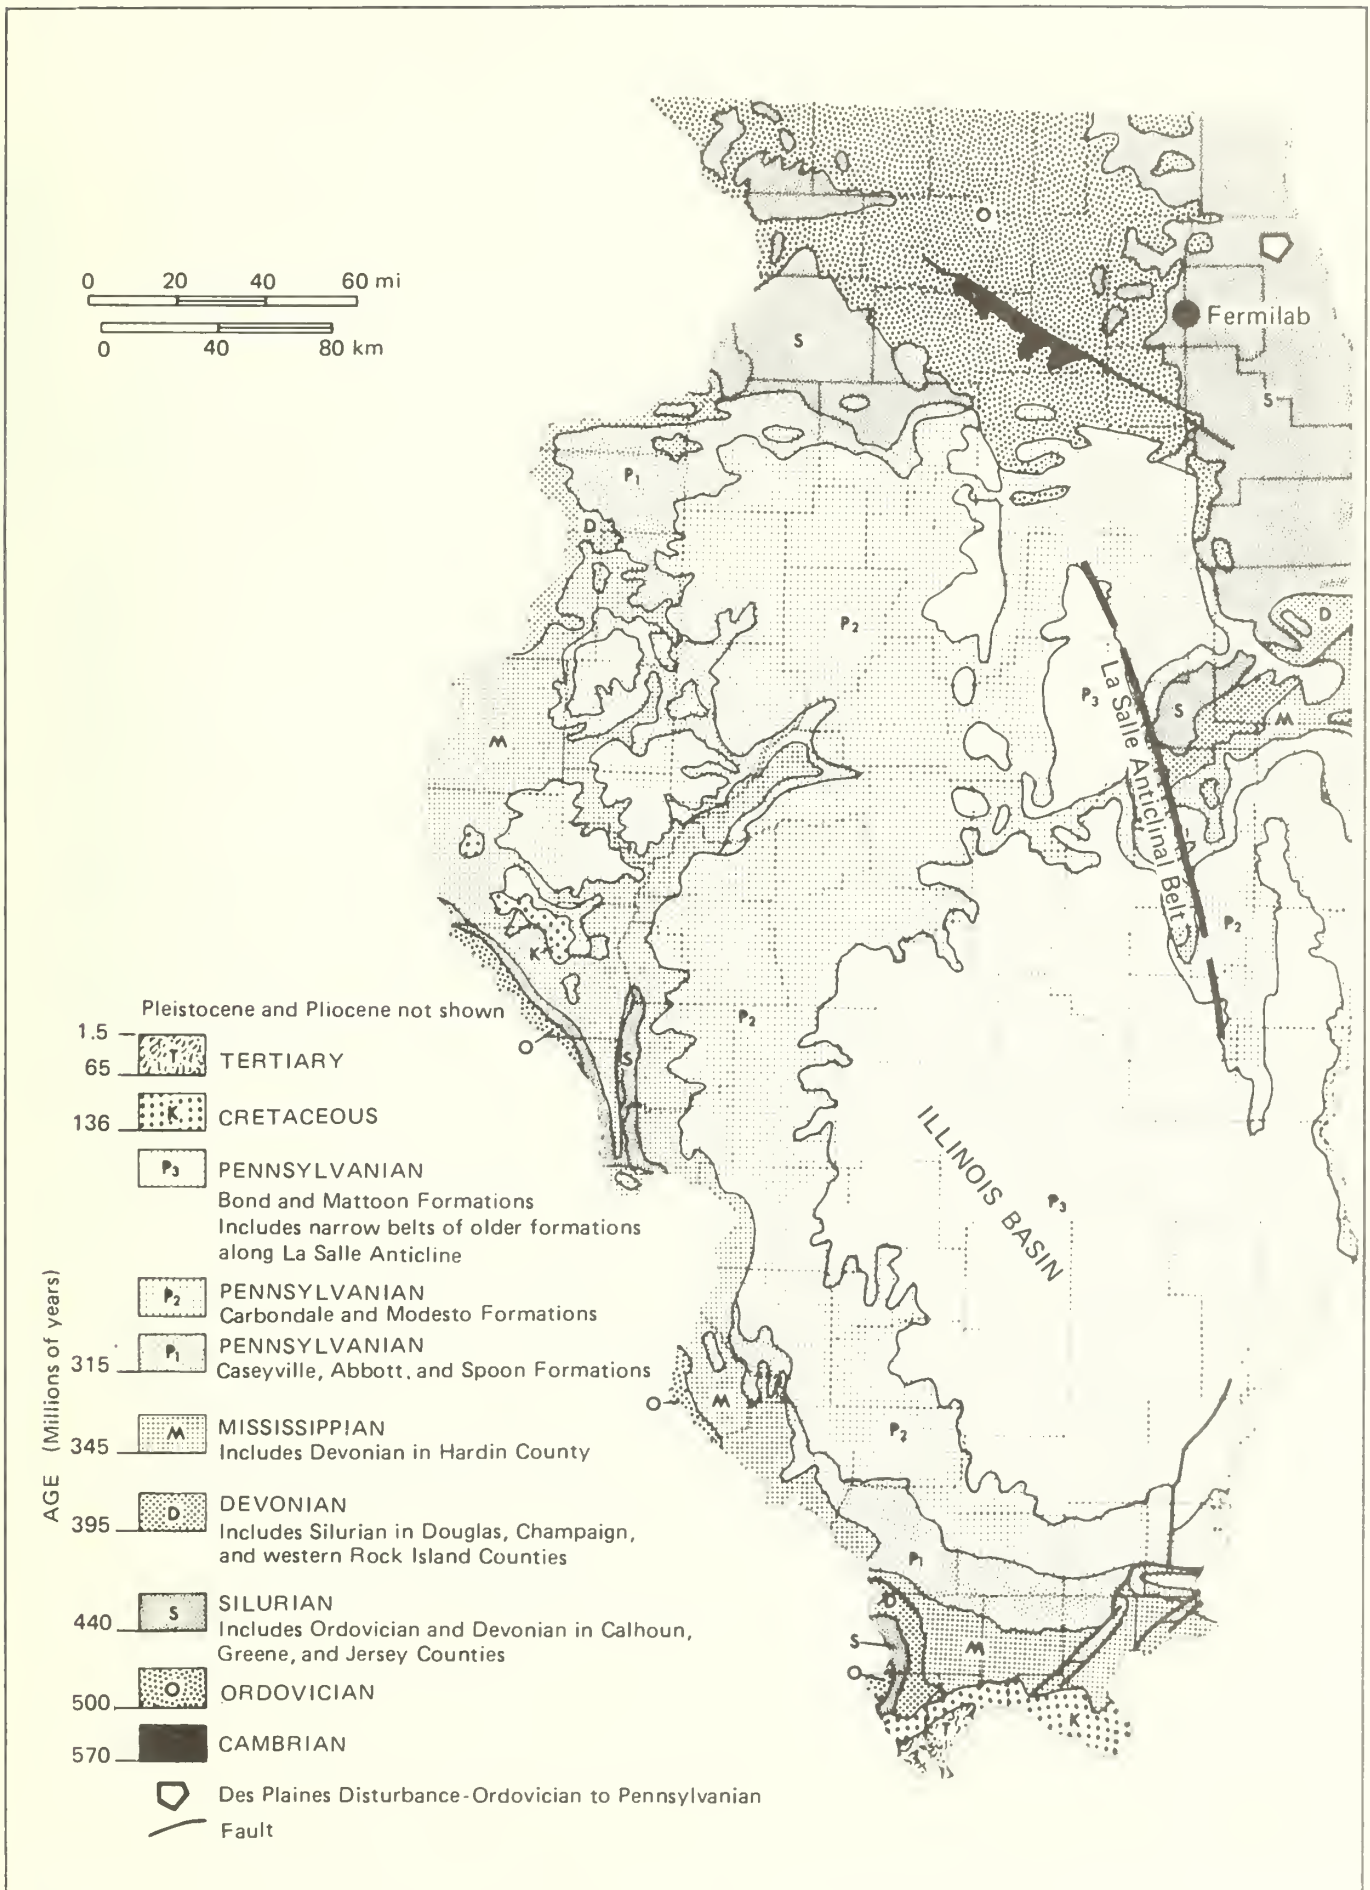 0 20 40 60 mi
0 40 80 km
O
S
Fermilab
S
P1
D
P2
D
P3
La Salle Anticlinal Belt
S
M
M
K
P2
P2
O
S
ILLINOIS BASIN
P3
M
O
P2
P1
D
S
M
O
T
K
Pleistocene and Pliocene not shown
AGE (Millions of years)
1.5
T TERTIARY
65
K CRETACEOUS
136
P3 PENNSYLVANIAN
Bond and Mattoon Formations
Includes narrow belts of older formations
along La Salle Anticline
P2 PENNSYLVANIAN
Carbondale and Modesto Formations
P1 PENNSYLVANIAN
315
Caseyville, Abbott, and Spoon Formations
M MISSISSIPPIAN
345
Includes Devonian in Hardin County
D DEVONIAN
395
Includes Silurian in Douglas, Champaign,
and western Rock Island Counties
S SILURIAN
440
Includes Ordovician and Devonian in Calhoun,
Greene, and Jersey Counties
O ORDOVICIAN
500
CAMBRIAN
570
Des Plaines Disturbance-Ordovician to Pennsylvanian
Fault